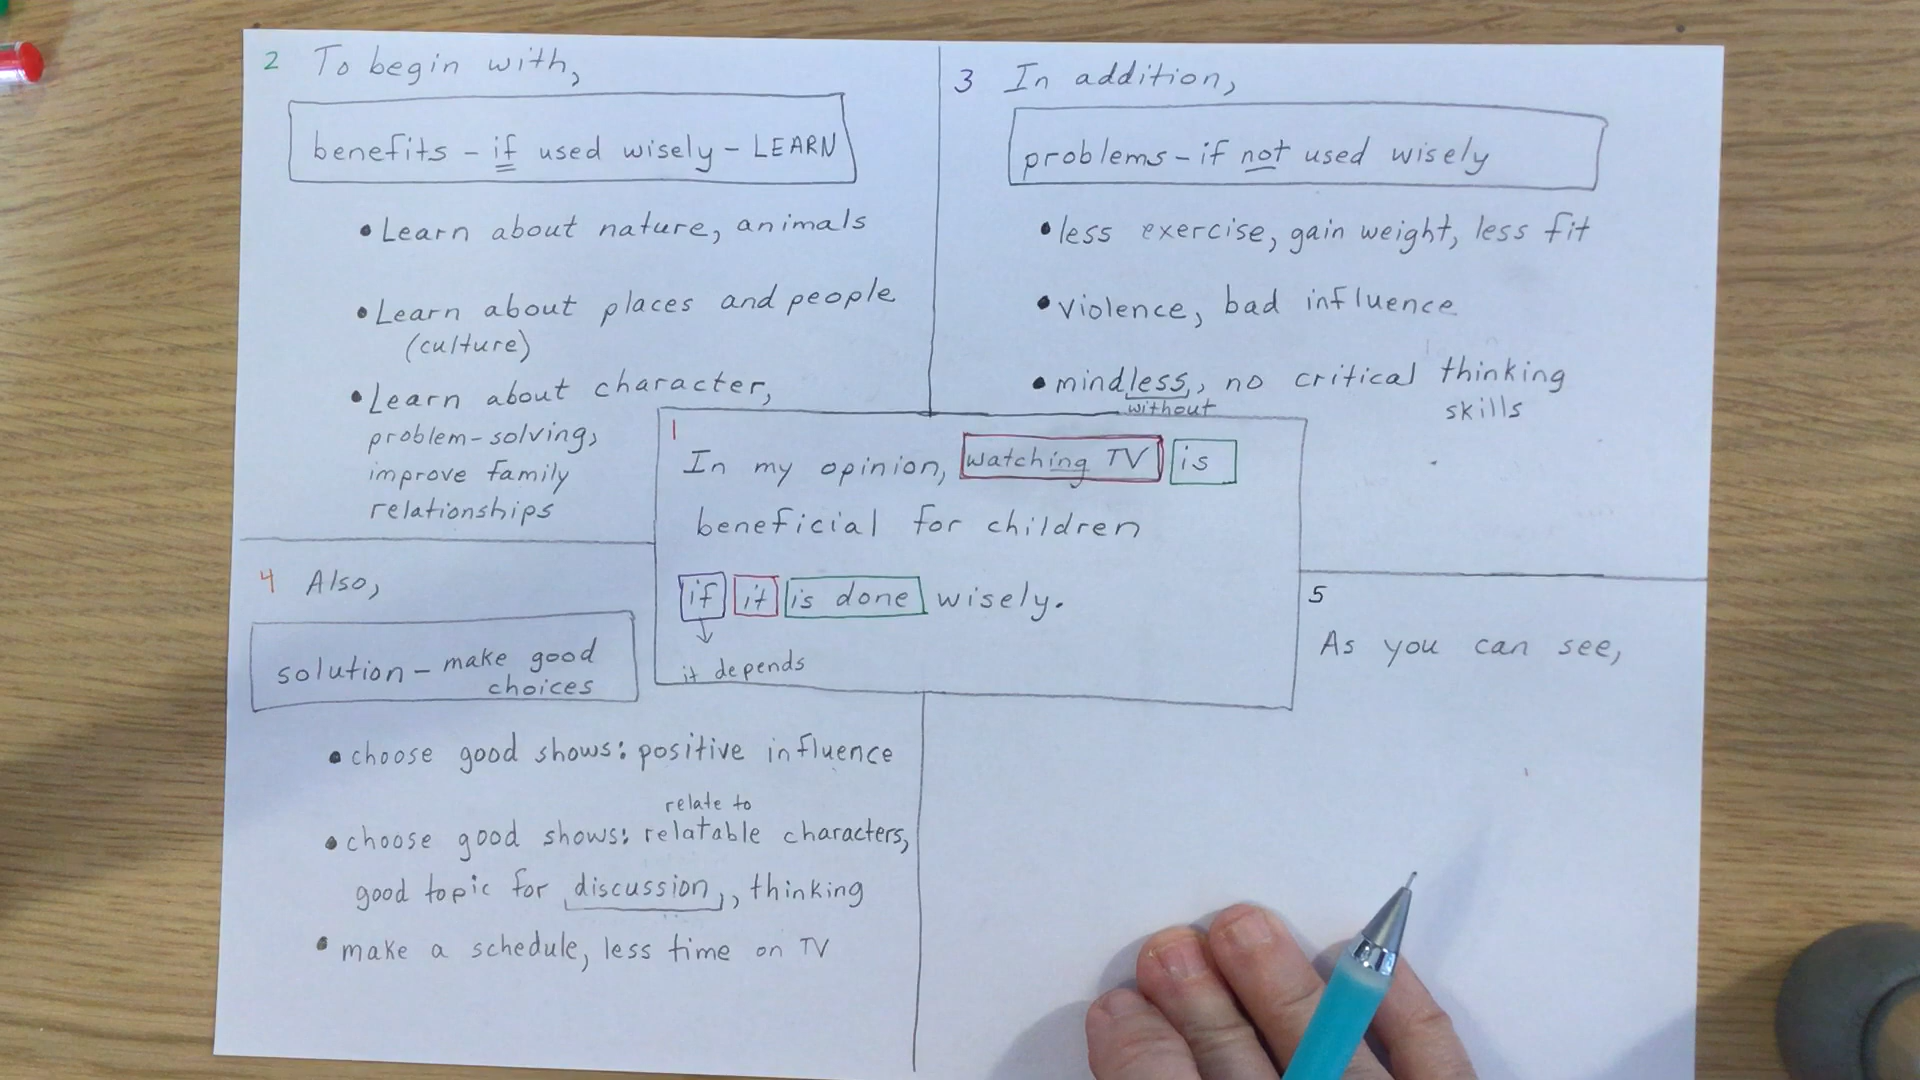 2 To begin with,
benefits - if used wisely - LEARN
• Learn about nature, animals
• Learn about places and people
(culture)
• Learn about character,
problem-solving,
improve family
relationships
3 In addition,
problems - if not used wisely
• less exercise, gain weight, less fit
• violence, bad influence
• mindless, no critical thinking
without
skills
1
In my opinion, watching TV is
beneficial for children
if it is done wisely.
it depends
4 Also,
solution - make good
choices
• choose good shows: positive influence
relate to
• choose good shows: relatable characters,
good topic for discussion, thinking
• make a schedule, less time on TV
5
As you can see,